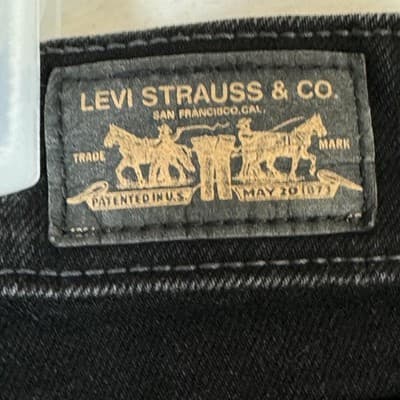 LEVI STRAUSS & CO.
SAN FRANCISCO, CAL.
TRADE MARK
PATENTED IN U.S. MAY 20 1873